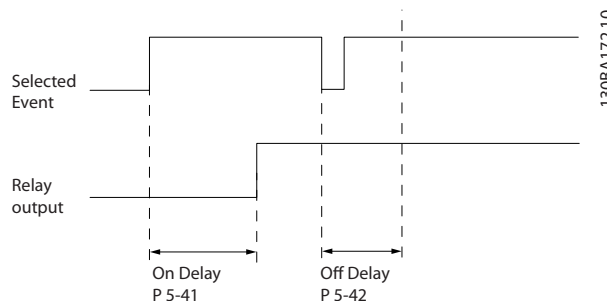 Selected
Event
Relay
output
On Delay
P 5-41
Off Delay
P 5-42
130BA172.10